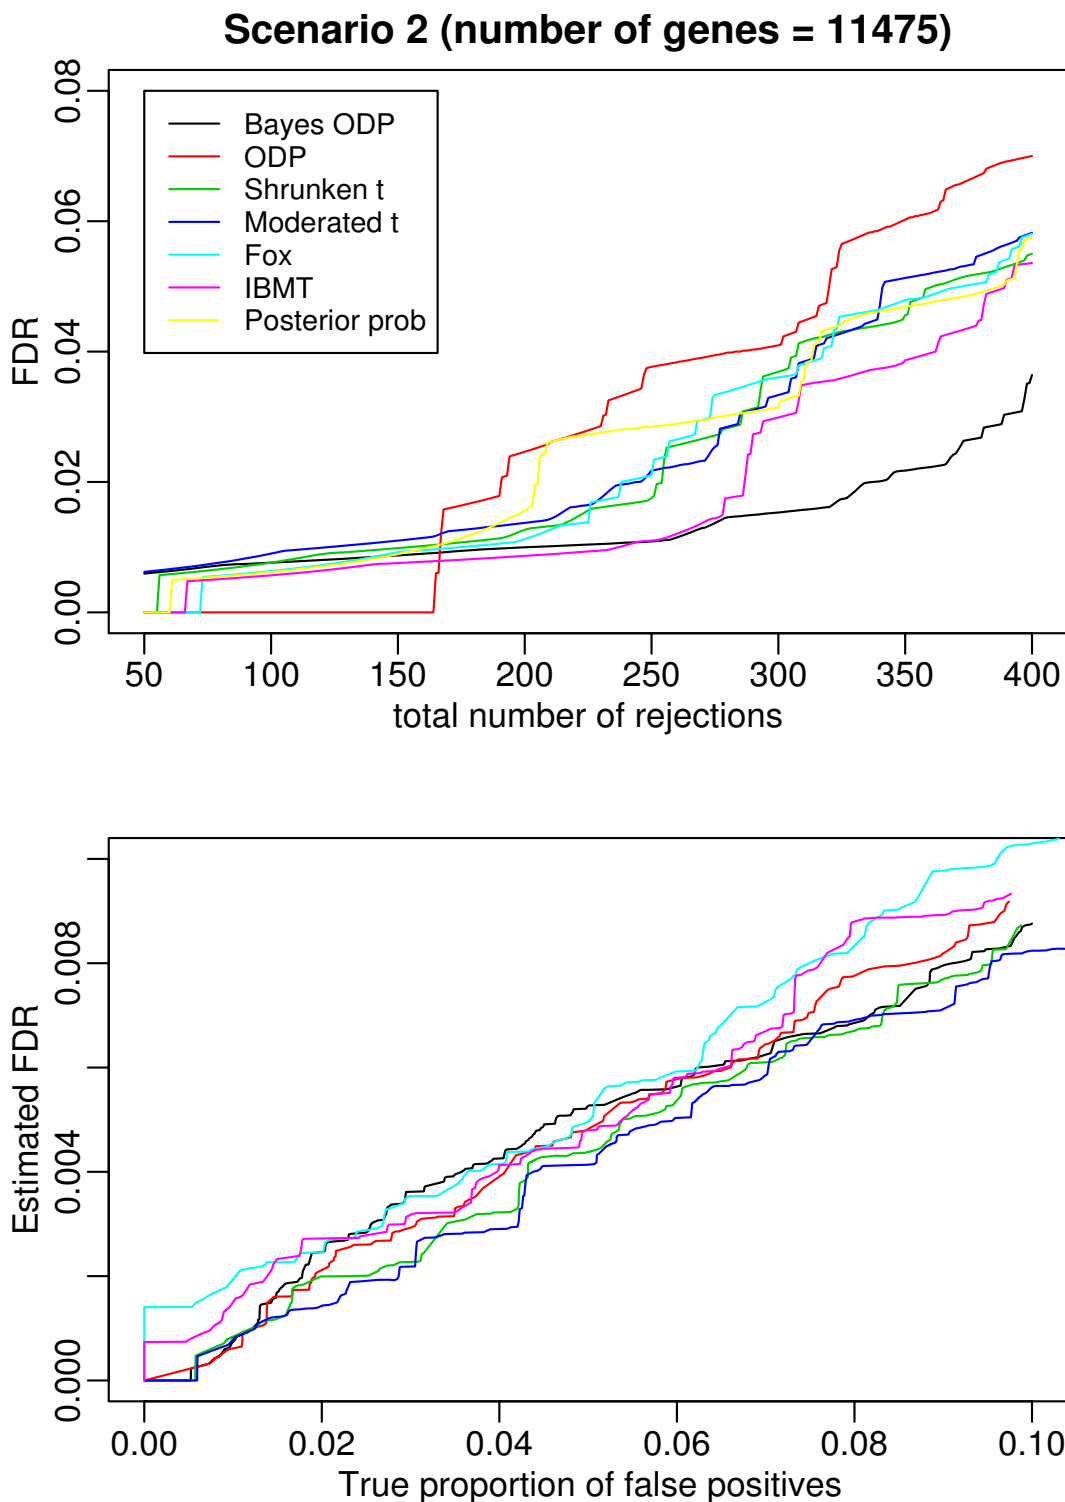 Scenario 2 (number of genes = 11475)
FDR
0.08
0.06
0.04
0.02
0.00
Bayes ODP
ODP
Shrunken t
Moderated t
Fox
IBMT
Posterior prob
50 100 150 200 250 300 350 400
total number of rejections
Estimated FDR
0.008
0.004
0.000
0.00 0.02 0.04 0.06 0.08 0.10
True proportion of false positives